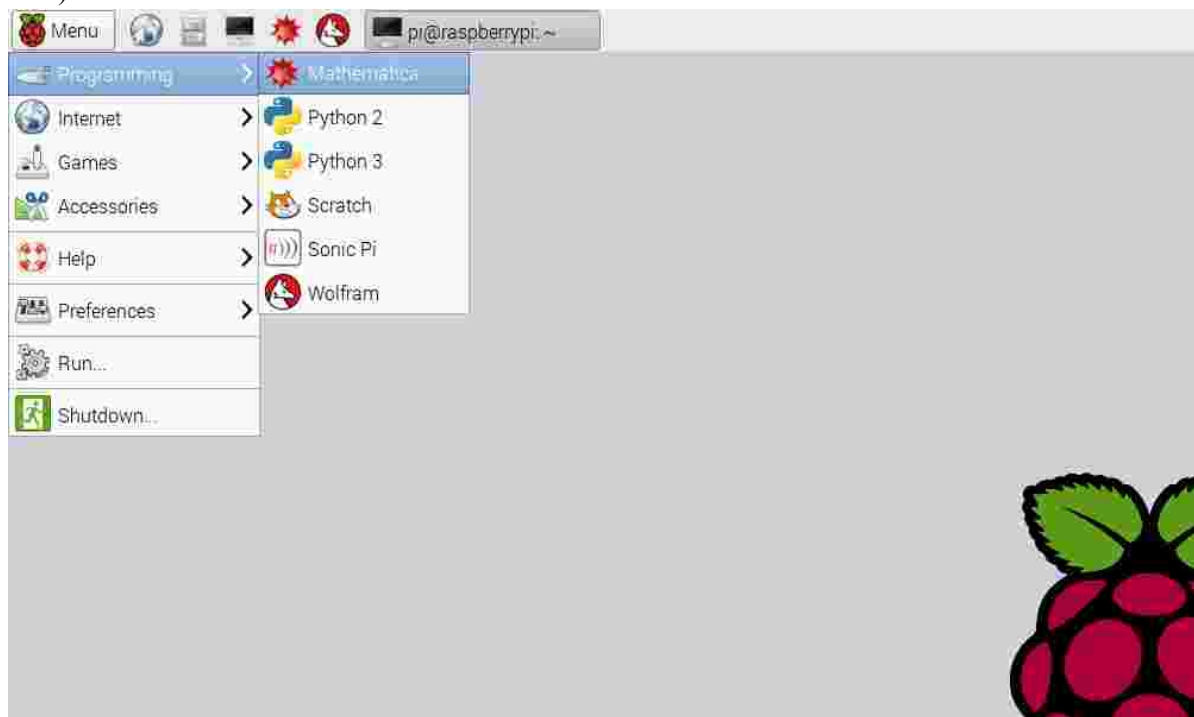 Menu
pi@raspberrypi: ~
Programming
Mathematica
Internet
Python 2
Games
Python 3
Accessories
Scratch
Help
Sonic Pi
Preferences
Wolfram
Run...
Shutdown...